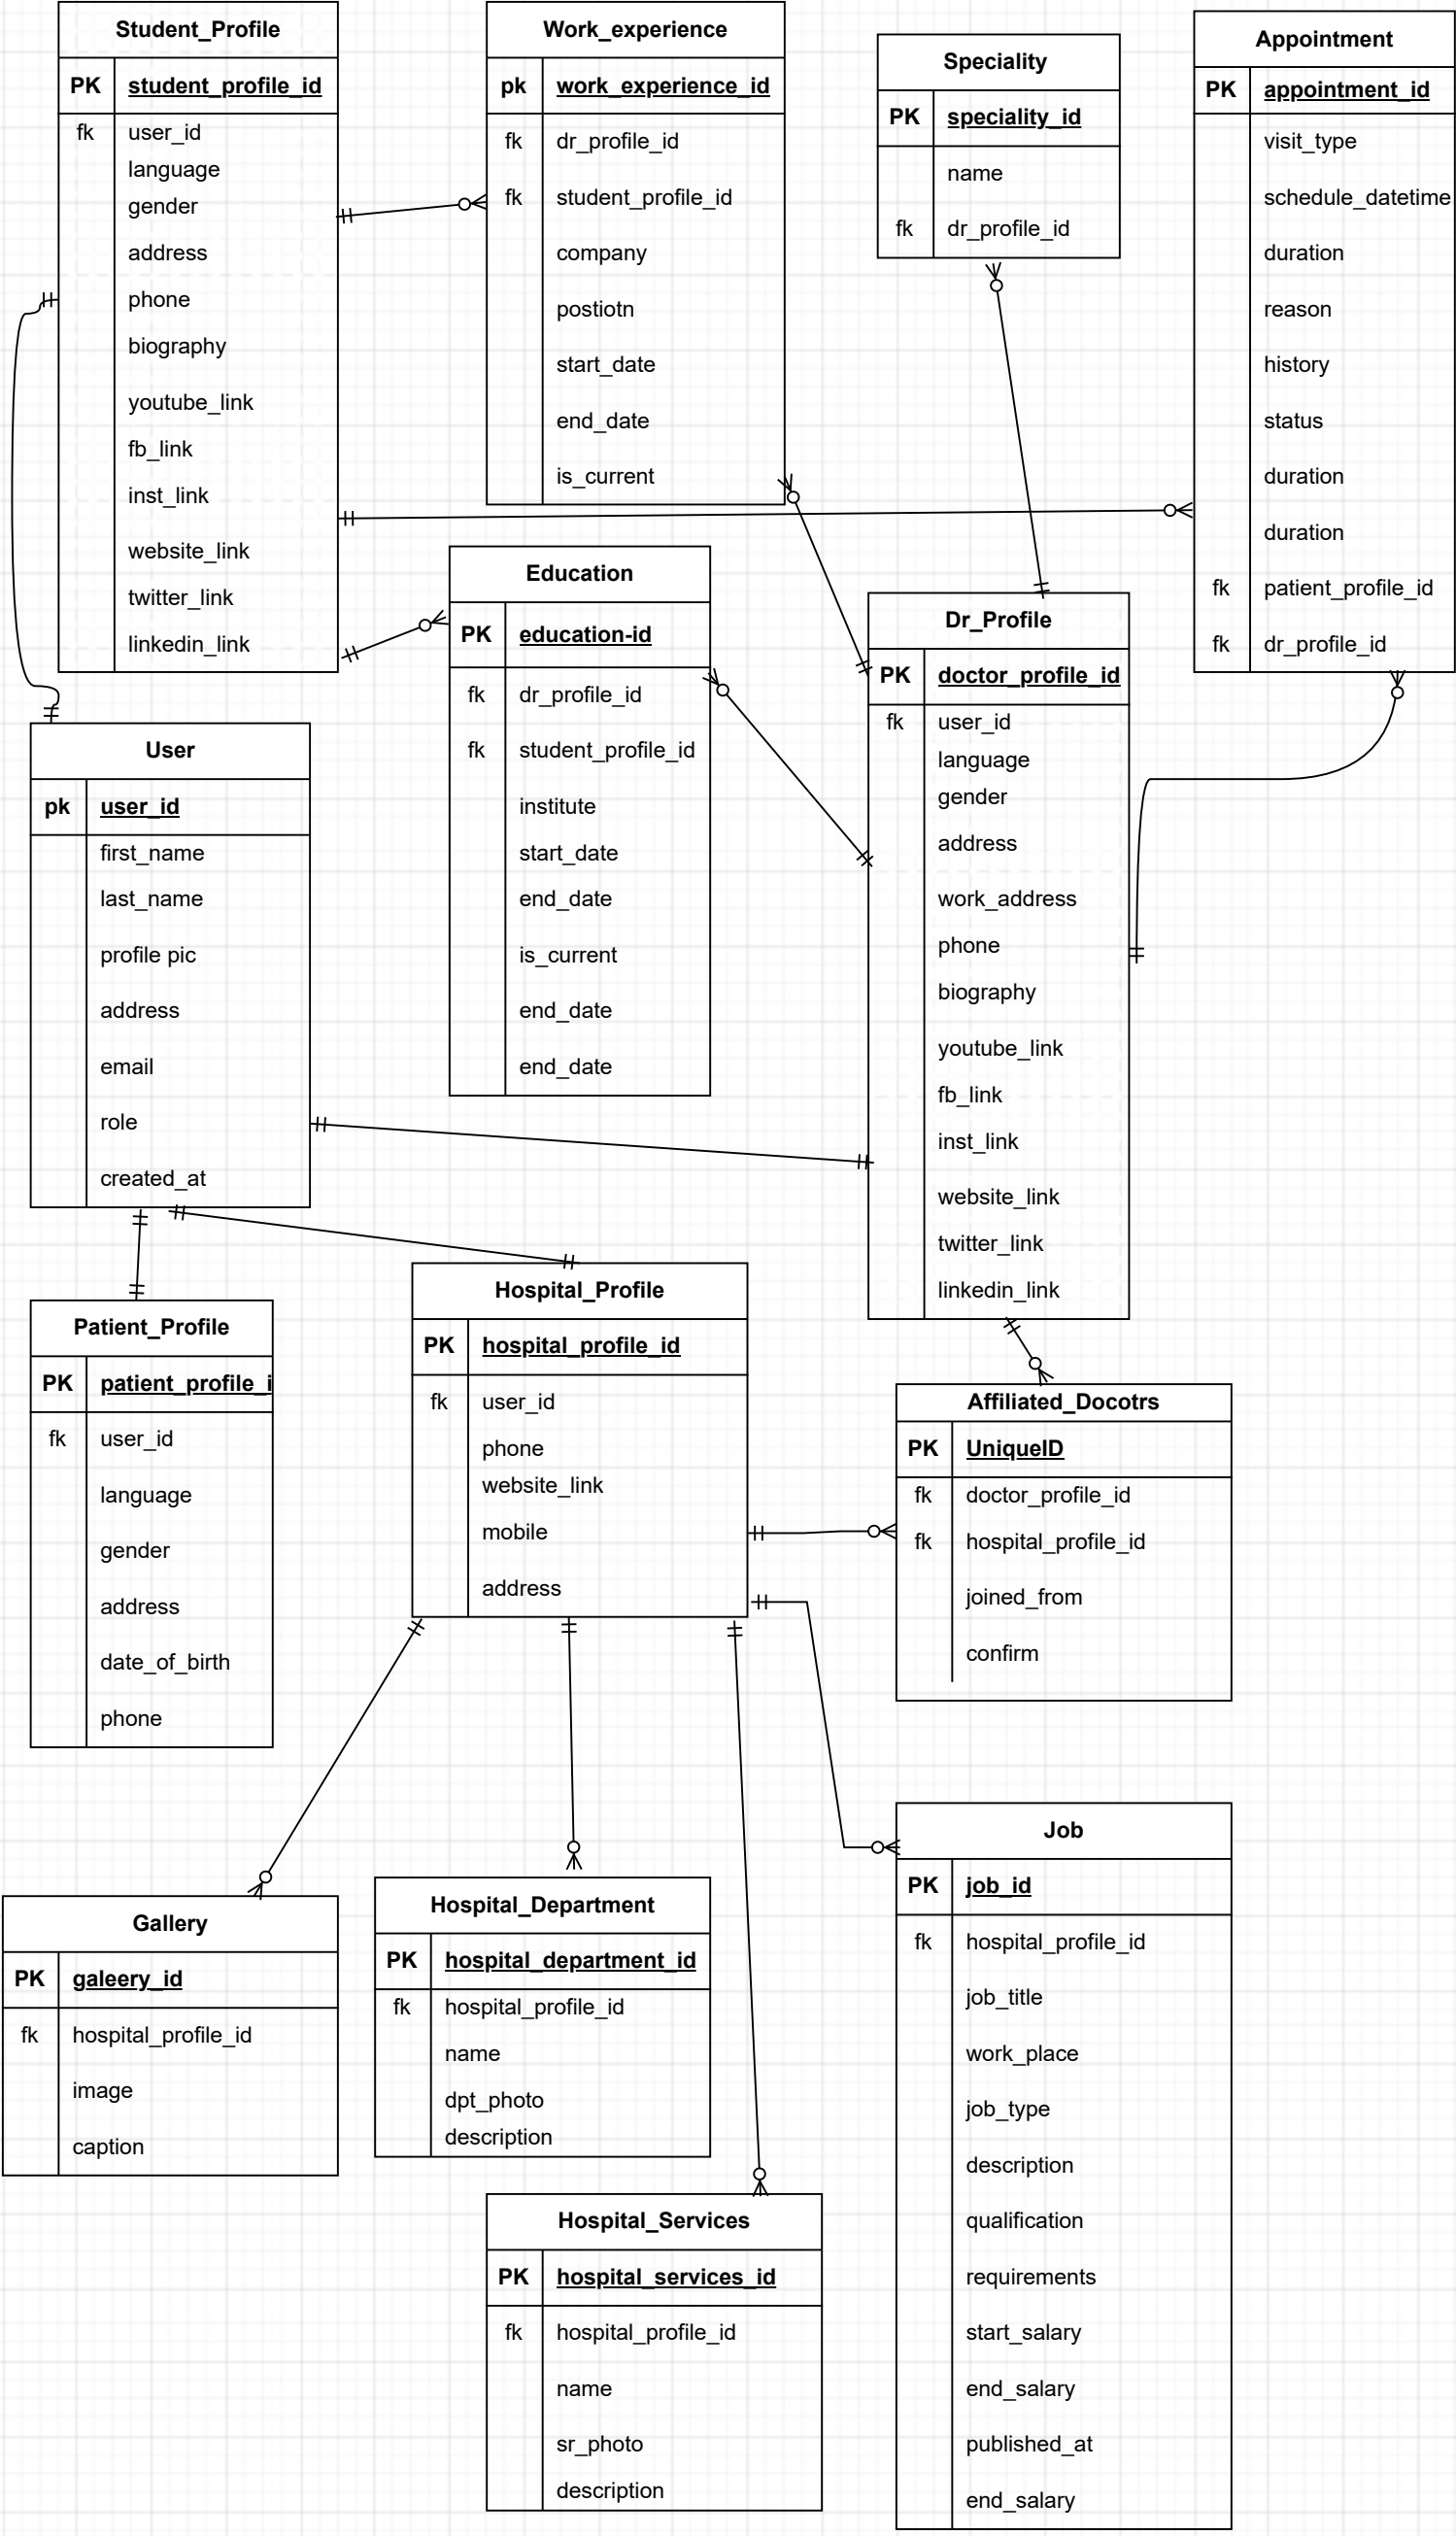 Student_Profile
PK student_profile_id
fk user_id
language
gender
address
phone
biography
youtube_link
fb_link
inst_link
website_link
twitter_link
linkedin_link
Work_experience
pk work_experience_id
fk dr_profile_id
fk student_profile_id
company
postiotn
start_date
end_date
is_current
Speciality
PK speciality_id
name
fk dr_profile_id
Appointment
PK appointment_id
visit_type
schedule_datetime
duration
reason
history
status
duration
duration
fk patient_profile_id
fk dr_profile_id
Education
PK education-id
fk dr_profile_id
fk student_profile_id
institute
start_date
end_date
is_current
end_date
end_date
Dr_Profile
PK doctor_profile_id
fk user_id
language
gender
address
work_address
phone
biography
youtube_link
fb_link
inst_link
website_link
twitter_link
linkedin_link
User
pk user_id
first_name
last_name
profile pic
address
email
role
created_at
Patient_Profile
PK patient_profile_i
fk user_id
language
gender
address
date_of_birth
phone
Hospital_Profile
PK hospital_profile_id
fk user_id
phone
website_link
mobile
address
Affiliated_Docotrs
PK UniqueID
fk doctor_profile_id
fk hospital_profile_id
joined_from
confirm
Gallery
PK galeery_id
fk hospital_profile_id
image
caption
Hospital_Department
PK hospital_department_id
fk hospital_profile_id
name
dpt_photo
description
Job
PK job_id
fk hospital_profile_id
job_title
work_place
job_type
description
qualification
requirements
start_salary
end_salary
published_at
end_salary
Hospital_Services
PK hospital_services_id
fk hospital_profile_id
name
sr_photo
description